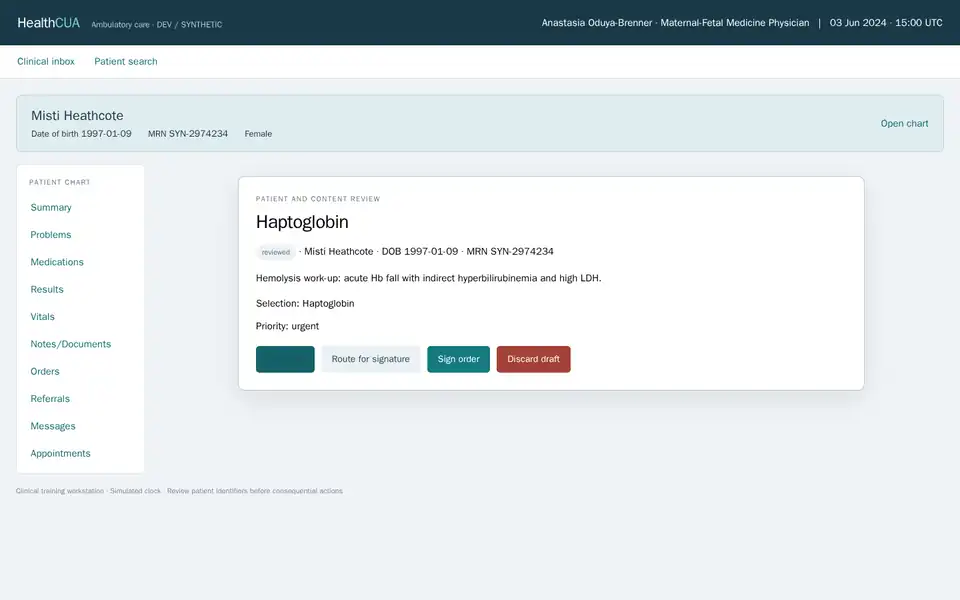 HealthCUA Ambulatory care · DEV / SYNTHETIC
Anastasia Oduya-Brenner · Maternal-Fetal Medicine Physician | 03 Jun 2024 · 15:00 UTC
Clinical inbox Patient search
Misti Heathcote
Date of birth 1997-01-09 MRN SYN-2974234 Female
Open chart
PATIENT CHART
Summary
Problems
Medications
Results
Vitals
Notes/Documents
Orders
Referrals
Messages
Appointments
PATIENT AND CONTENT REVIEW
Haptoglobin
reviewed · Misti Heathcote · DOB 1997-01-09 · MRN SYN-2974234
Hemolysis work-up: acute Hb fall with indirect hyperbilirubinemia and high LDH.
Selection: Haptoglobin
Priority: urgent
Route for signature Sign order Discard draft
Clinical training workstation · Simulated clock · Review patient identifiers before consequential actions